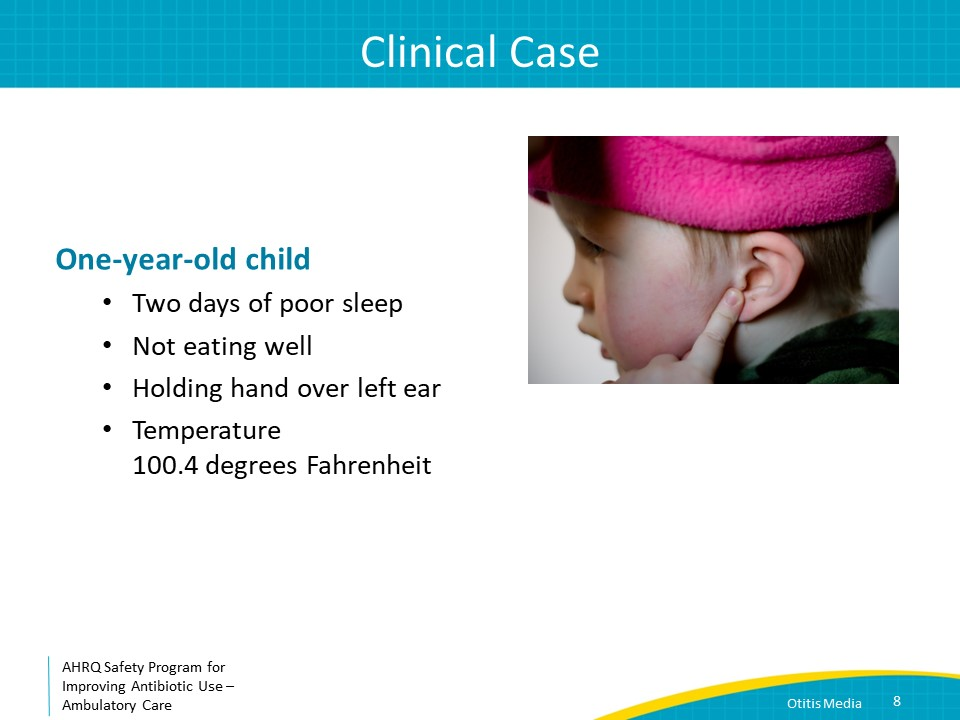 Clinical Case
One-year-old child
• Two days of poor sleep
• Not eating well
• Holding hand over left ear
• Temperature
100.4 degrees Fahrenheit
AHRQ Safety Program for
Improving Antibiotic Use –
Ambulatory Care
Otitis Media
8